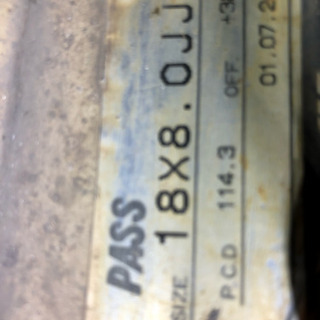 PASS
SIZE 18X8.0JJ
P.C.D 114.3 OFF +3
01.07.2